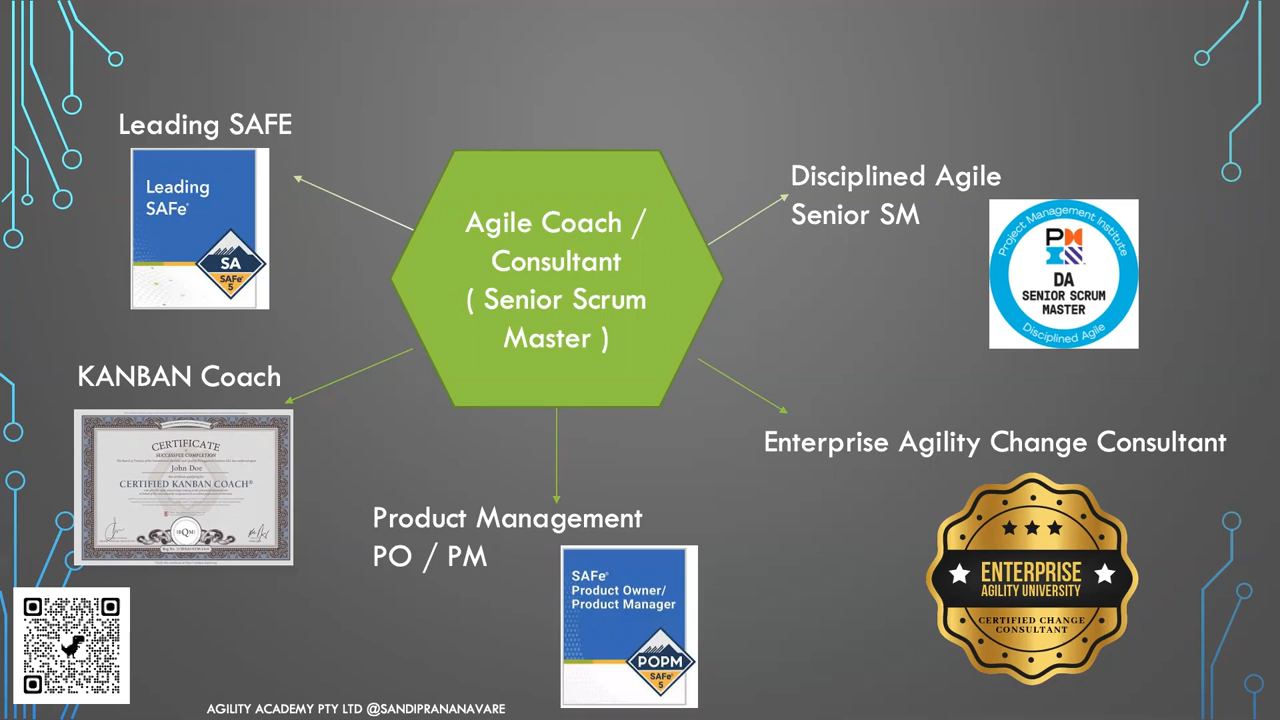 Leading SAFE
Leading
SAFe®
SA
SAFe®
5
Agile Coach /
Consultant
( Senior Scrum
Master )
Disciplined Agile
Senior SM
Project Management Institute
PM
DA
SENIOR SCRUM
MASTER
Disciplined Agile
KANBAN Coach
CERTIFICATE
SUCCESSFUL COMPLETION
John Doe
CERTIFIED KANBAN COACH®
Enterprise Agility Change Consultant
ENTERPRISE
AGILITY UNIVERSITY
CERTIFIED CHANGE
CONSULTANT
Product Management
PO / PM
SAFe®
Product Owner/
Product Manager
POPM
SAFe®
5
AGILITY ACADEMY PTY LTD @SANDIPRANANAVARE